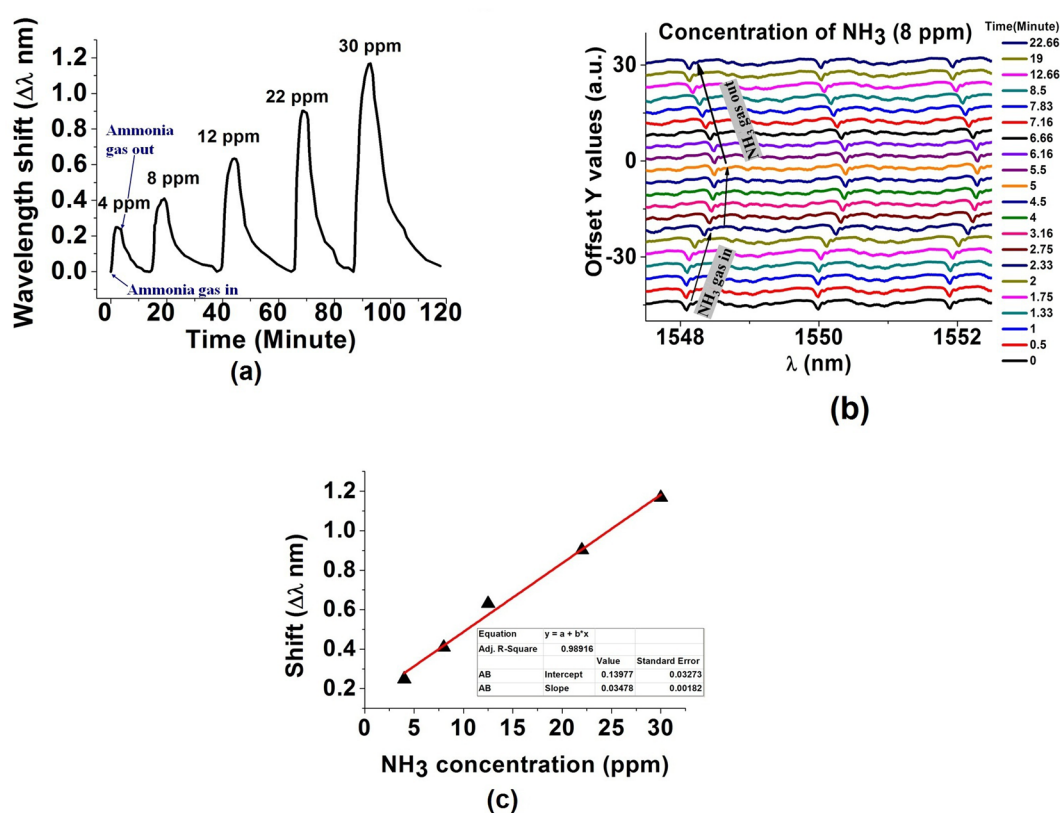 30 ppm
1.2
1.0
0.8
0.6
0.4
0.2
0.0
Wavelength shift (Δλ nm)
22 ppm
12 ppm
8 ppm
4 ppm
Ammonia
gas out
Ammonia gas in
0 20 40 60 80 100 120
Time (Minute)
(a)
Concentration of NH3 (8 ppm)
30
0
-30
Offset Y values (a.u.)
NH3 gas out
NH3 gas in
1548 1550 1552
λ (nm)
Time(Minute)
22.66
19
12.66
8.5
7.83
7.16
6.66
6.16
5.5
5
4.5
4
3.16
2.75
2.33
2
1.75
1.33
1
0.5
0
(b)
1.2
1.0
0.8
0.6
0.4
0.2
Shift (Δλ nm)
Equation y = a + b*x
Adj. R-Square 0.98916
Value Standard Error
AB Intercept 0.13977 0.03273
AB Slope 0.03478 0.00182
0 5 10 15 20 25 30
NH3 concentration (ppm)
(c)